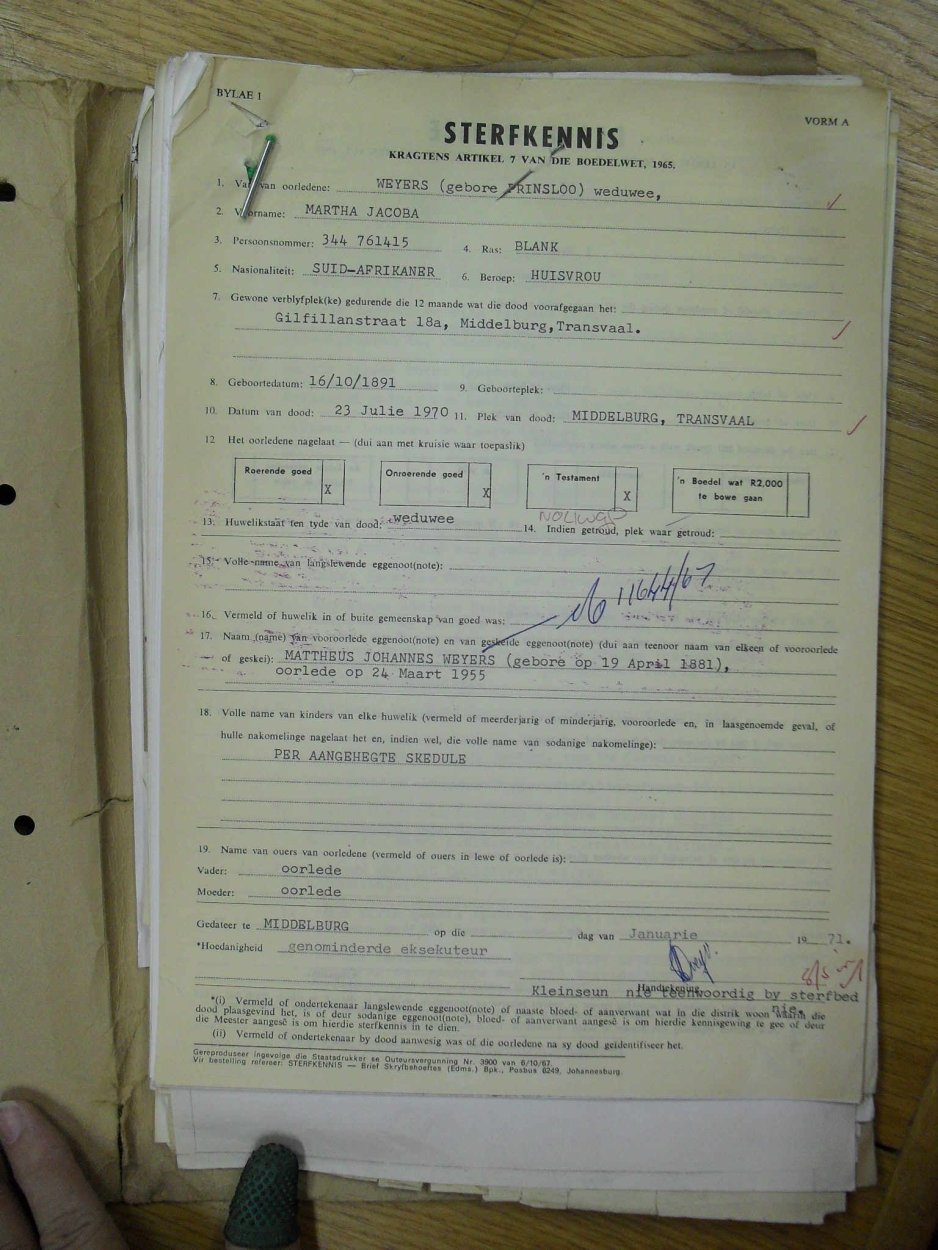 BYLAE 1
VORM A
STERFKENNIS
KRAGTENS ARTIKEL 7 VAN DIE BOEDELWET, 1965.
1. Van van oorledene: WEYERS (gebore PRINSLOO) weduwee,
2. Voorname: MARTHA JACOBA
3. Persoonsnommer: 344 761415 4. Ras: BLANK
5. Nasionaliteit: SUID-AFRIKANER 6. Beroep: HUISVROU
7. Gewone verblyfplek(ke) gedurende die 12 maande wat die dood voorafgegaan het:
Gilfillanstraat 18a, Middelburg,Transvaal.
8. Geboortedatum: 16/10/1891 9. Geboorteplek:
10. Datum van dood: 23 Julie 1970 11. Plek van dood: MIDDELBURG, TRANSVAAL
12 Het oorledene nagelaat — (dui aan met kruisie waar toepaslik)
Roerende goed X Onroerende goed X 'n Testament X 'n Boedel wat R2,000
te bowe gaan
13. Huwelikstaat ten tyde van dood: weduwee 14. Indien getroud, plek waar getroud:
15. Volle name van langslewende eggenoot(note):
11644/67
16. Vermeld of huwelik in of buite gemeenskap van goed was:
17. Naam (name) van vooroorlede eggenoot(note) en van geskeide eggenoot(note) (dui aan teenoor naam van elkeen of vooroorlede
of geskei): MATTHEUS JOHANNES WEYERS (gebore op 19 April 1881),
oorlede op 24 Maart 1955
18. Volle name van kinders van elke huwelik (vermeld of meerderjarig of minderjarig, vooroorlede en, in laasgenoemde geval, of
hulle nakomelinge nagelaat het en, indien wel, die volle name van sodanige nakomelinge):
PER AANGEHEGTE SKEDULE
19. Name van ouers van oorledene (vermeld of ouers in lewe of oorlede is):
Vader: oorlede
Moeder: oorlede
Gedateer te MIDDELBURG op die dag van Januarie 19 71.
*Hoedanigheid genominderde eksekuteur
Handtekening
Kleinseun nie teenwoordig by sterfbed
nie.
*(i) Vermeld of ondertekenaar langslewende eggenoot(note) of naaste bloed- of aanverwant wat in die distrik woon waarin die
dood plaasgevind het, is of deur sodanige eggenoot(note), bloed- of aanverwant aangesê is om hierdie kennisgewing te gee of deur
die Meester aangesê is om hierdie sterfkennis in te dien.
(ii) Vermeld of ondertekenaar by dood aanwesig was of die oorledene na sy dood geïdentifiseer het.
Gereproduseer ingevolge die Staatsdrukker se Outeursvergunning Nr. 3900 van 6/10/67.
Vir bestelling refereer: STERFKENNIS — Brief Skryfbehoeftes (Edms.) Bpk., Posbus 6249, Johannesburg.